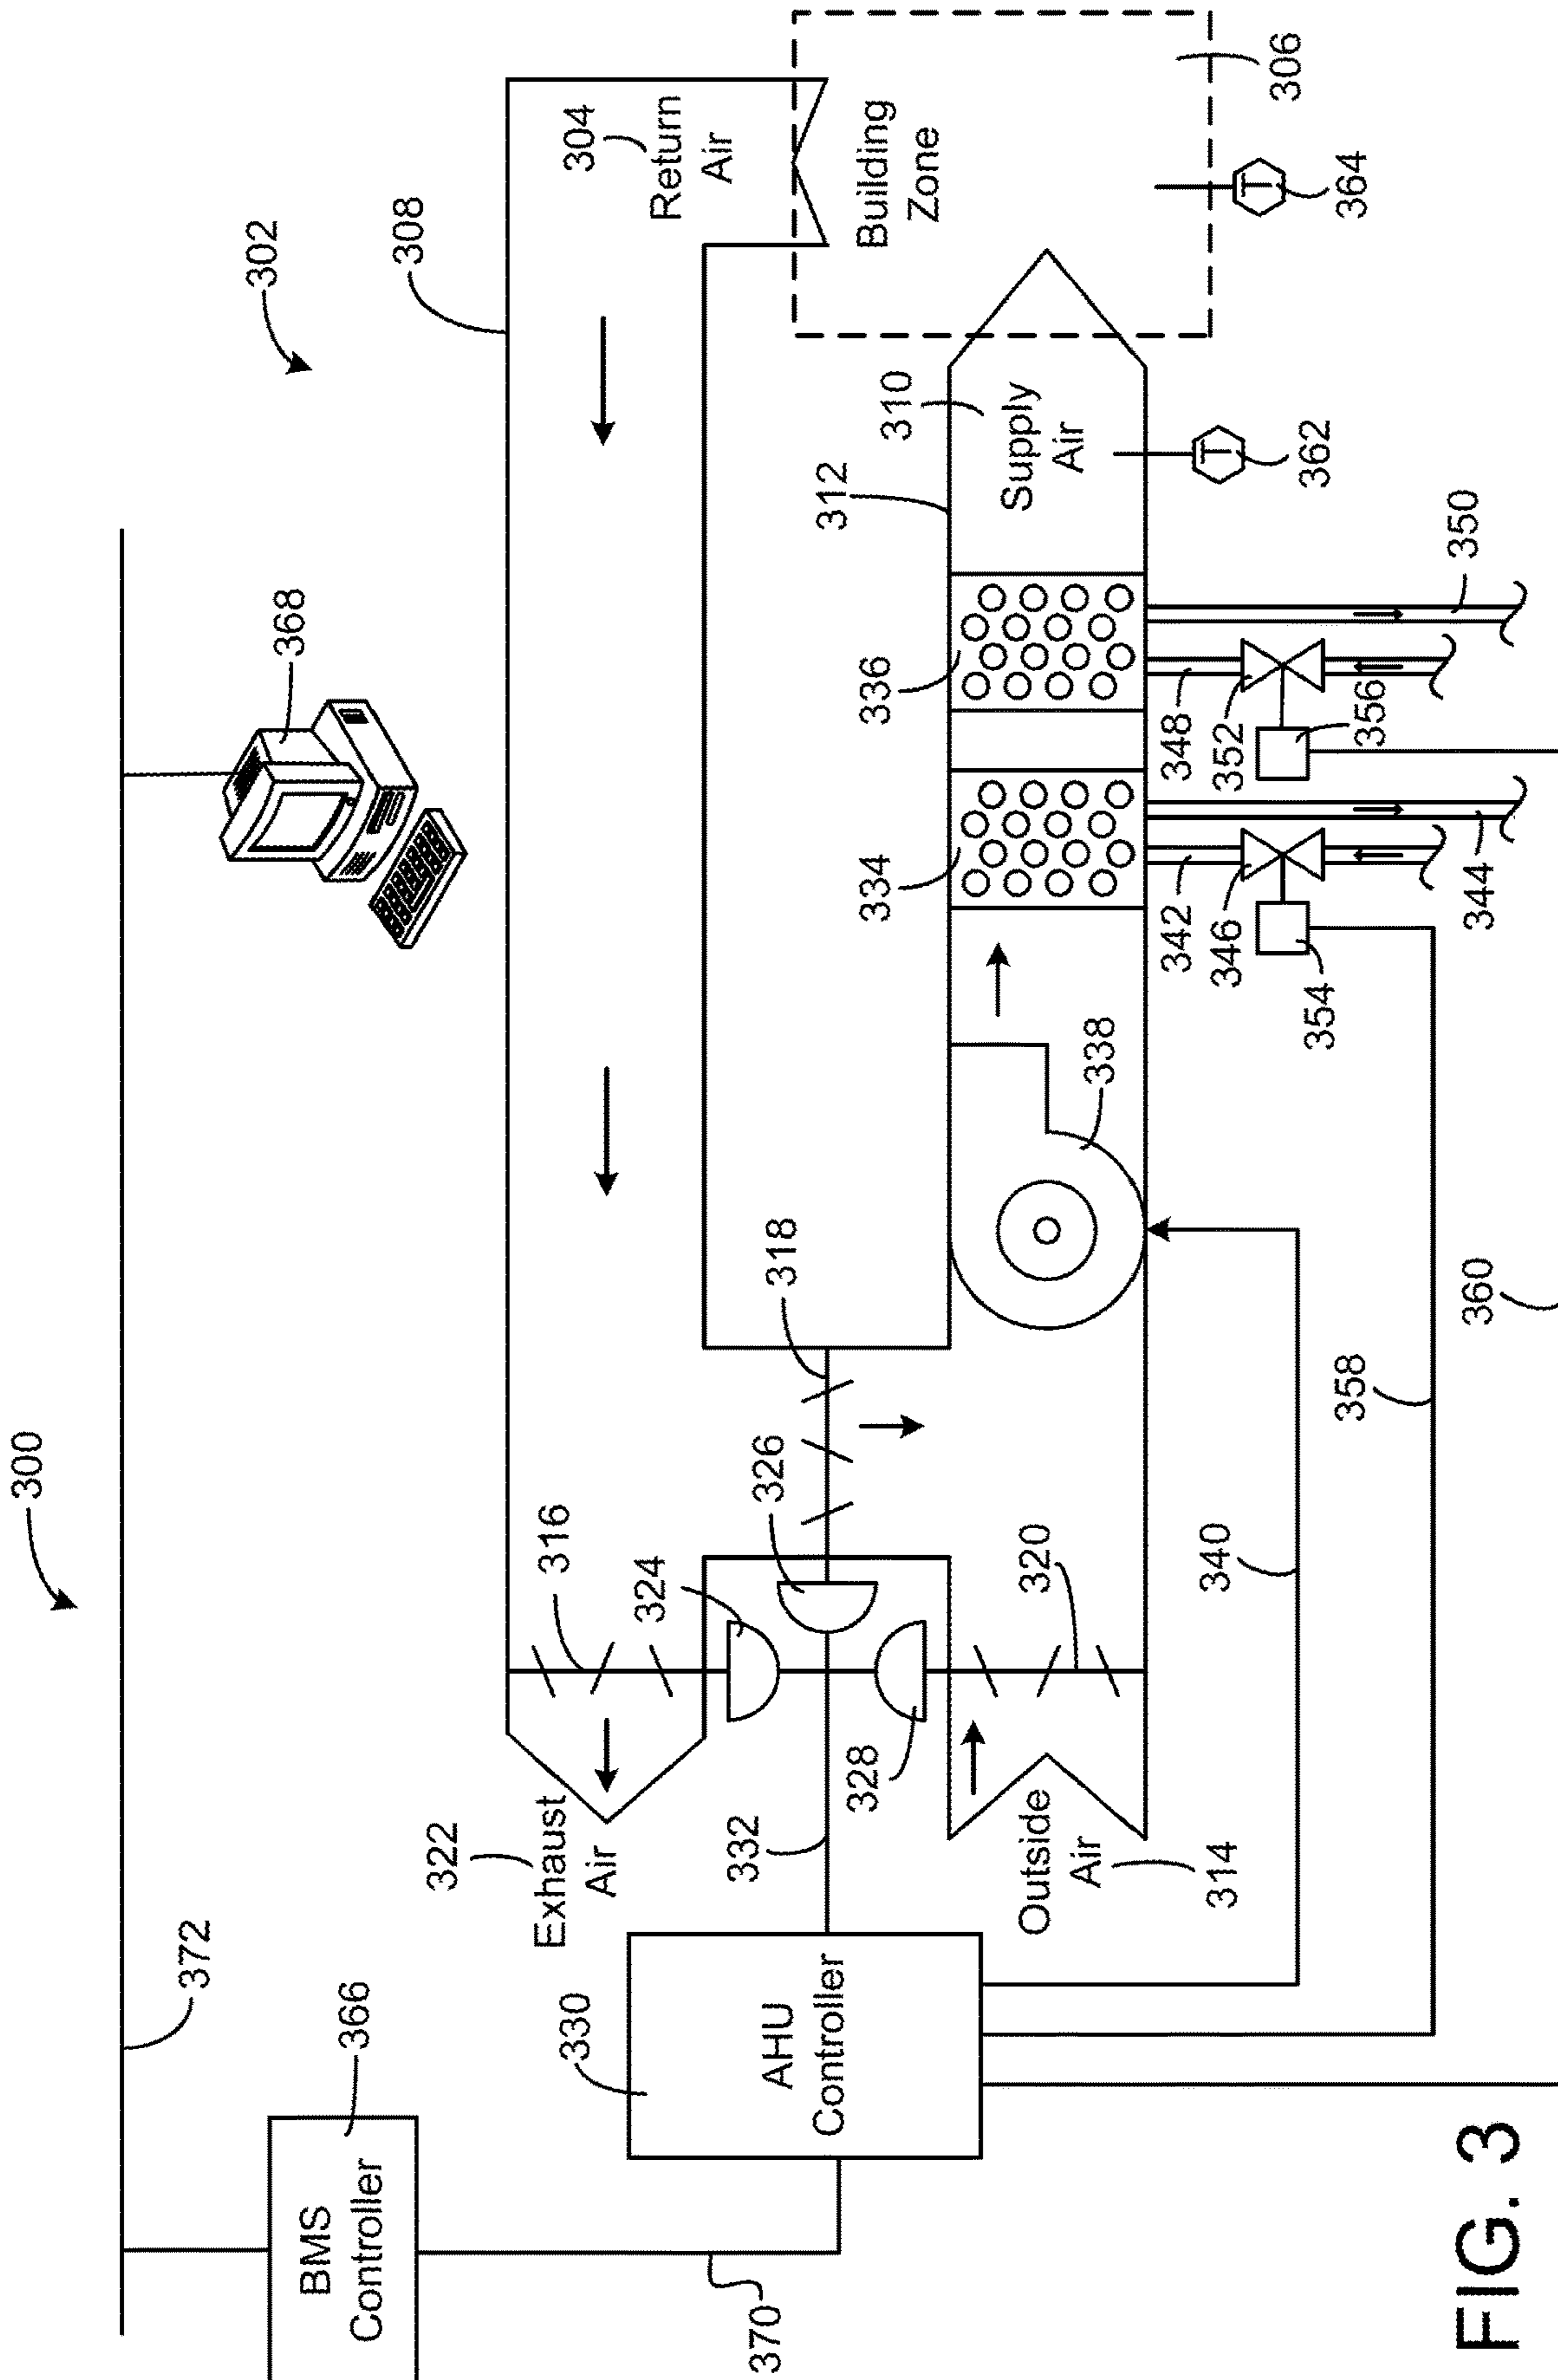 300
372
366
BMS
Controller
370
368
302
308
304
Return
Air
Building
Zone
306
364
322
Exhaust
Air
316
324
326
318
332
328
330
AHU
Controller
Outside
Air
314
320
338
334
336
312
310
Supply
Air
T
362
T
340
342
346
354
344
348
352
356
350
358
360
FIG. 3